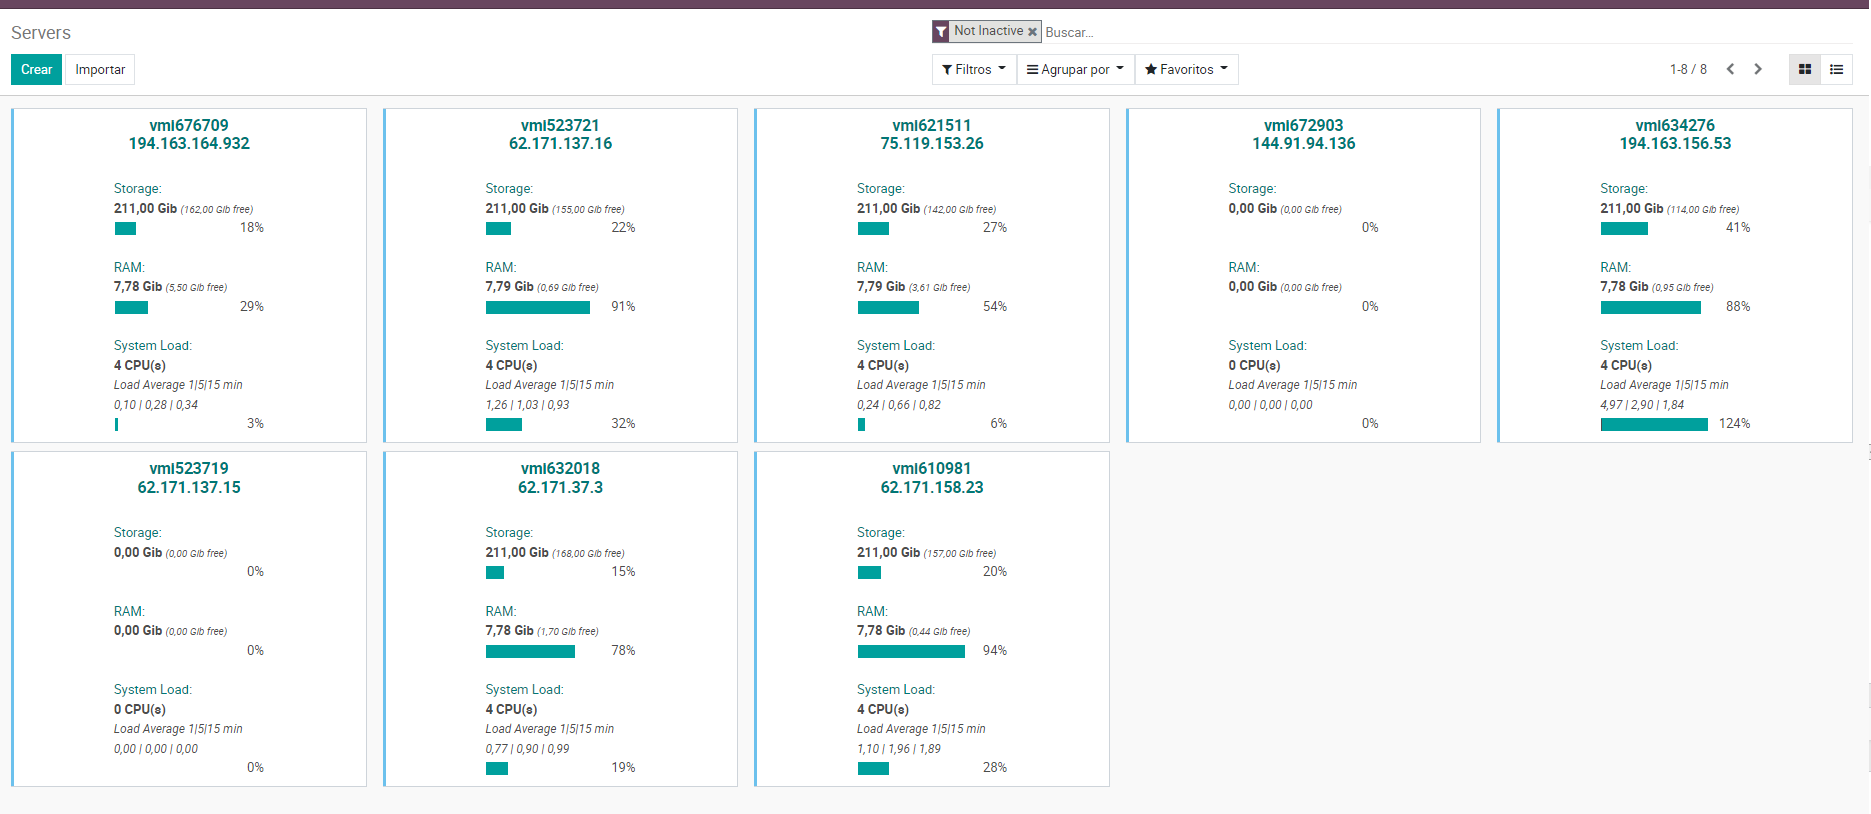 Servers
Not Inactive ✖ Buscar...
Crear Importar
Filtros Agrupar por Favoritos 1-8 / 8
vmi676709
194.163.164.932
Storage:
211,00 Gib (162,00 Gib free)
18%
RAM:
7,78 Gib (5,50 Gib free)
29%
System Load:
4 CPU(s)
Load Average 1|5|15 min
0,10 | 0,28 | 0,34
3%
vmi523721
62.171.137.16
Storage:
211,00 Gib (155,00 Gib free)
22%
RAM:
7,79 Gib (0,69 Gib free)
91%
System Load:
4 CPU(s)
Load Average 1|5|15 min
1,26 | 1,03 | 0,93
32%
vmi621511
75.119.153.26
Storage:
211,00 Gib (142,00 Gib free)
27%
RAM:
7,79 Gib (3,61 Gib free)
54%
System Load:
4 CPU(s)
Load Average 1|5|15 min
0,24 | 0,66 | 0,82
6%
vmi672903
144.91.94.136
Storage:
0,00 Gib (0,00 Gib free)
0%
RAM:
0,00 Gib (0,00 Gib free)
0%
System Load:
0 CPU(s)
Load Average 1|5|15 min
0,00 | 0,00 | 0,00
0%
vmi634276
194.163.156.53
Storage:
211,00 Gib (114,00 Gib free)
41%
RAM:
7,78 Gib (0,95 Gib free)
88%
System Load:
4 CPU(s)
Load Average 1|5|15 min
4,97 | 2,90 | 1,84
124%
vmi523719
62.171.137.15
Storage:
0,00 Gib (0,00 Gib free)
0%
RAM:
0,00 Gib (0,00 Gib free)
0%
System Load:
0 CPU(s)
Load Average 1|5|15 min
0,00 | 0,00 | 0,00
0%
vmi632018
62.171.37.3
Storage:
211,00 Gib (168,00 Gib free)
15%
RAM:
7,78 Gib (1,70 Gib free)
78%
System Load:
4 CPU(s)
Load Average 1|5|15 min
0,77 | 0,90 | 0,99
19%
vmi610981
62.171.158.23
Storage:
211,00 Gib (157,00 Gib free)
20%
RAM:
7,78 Gib (0,44 Gib free)
94%
System Load:
4 CPU(s)
Load Average 1|5|15 min
1,10 | 1,96 | 1,89
28%